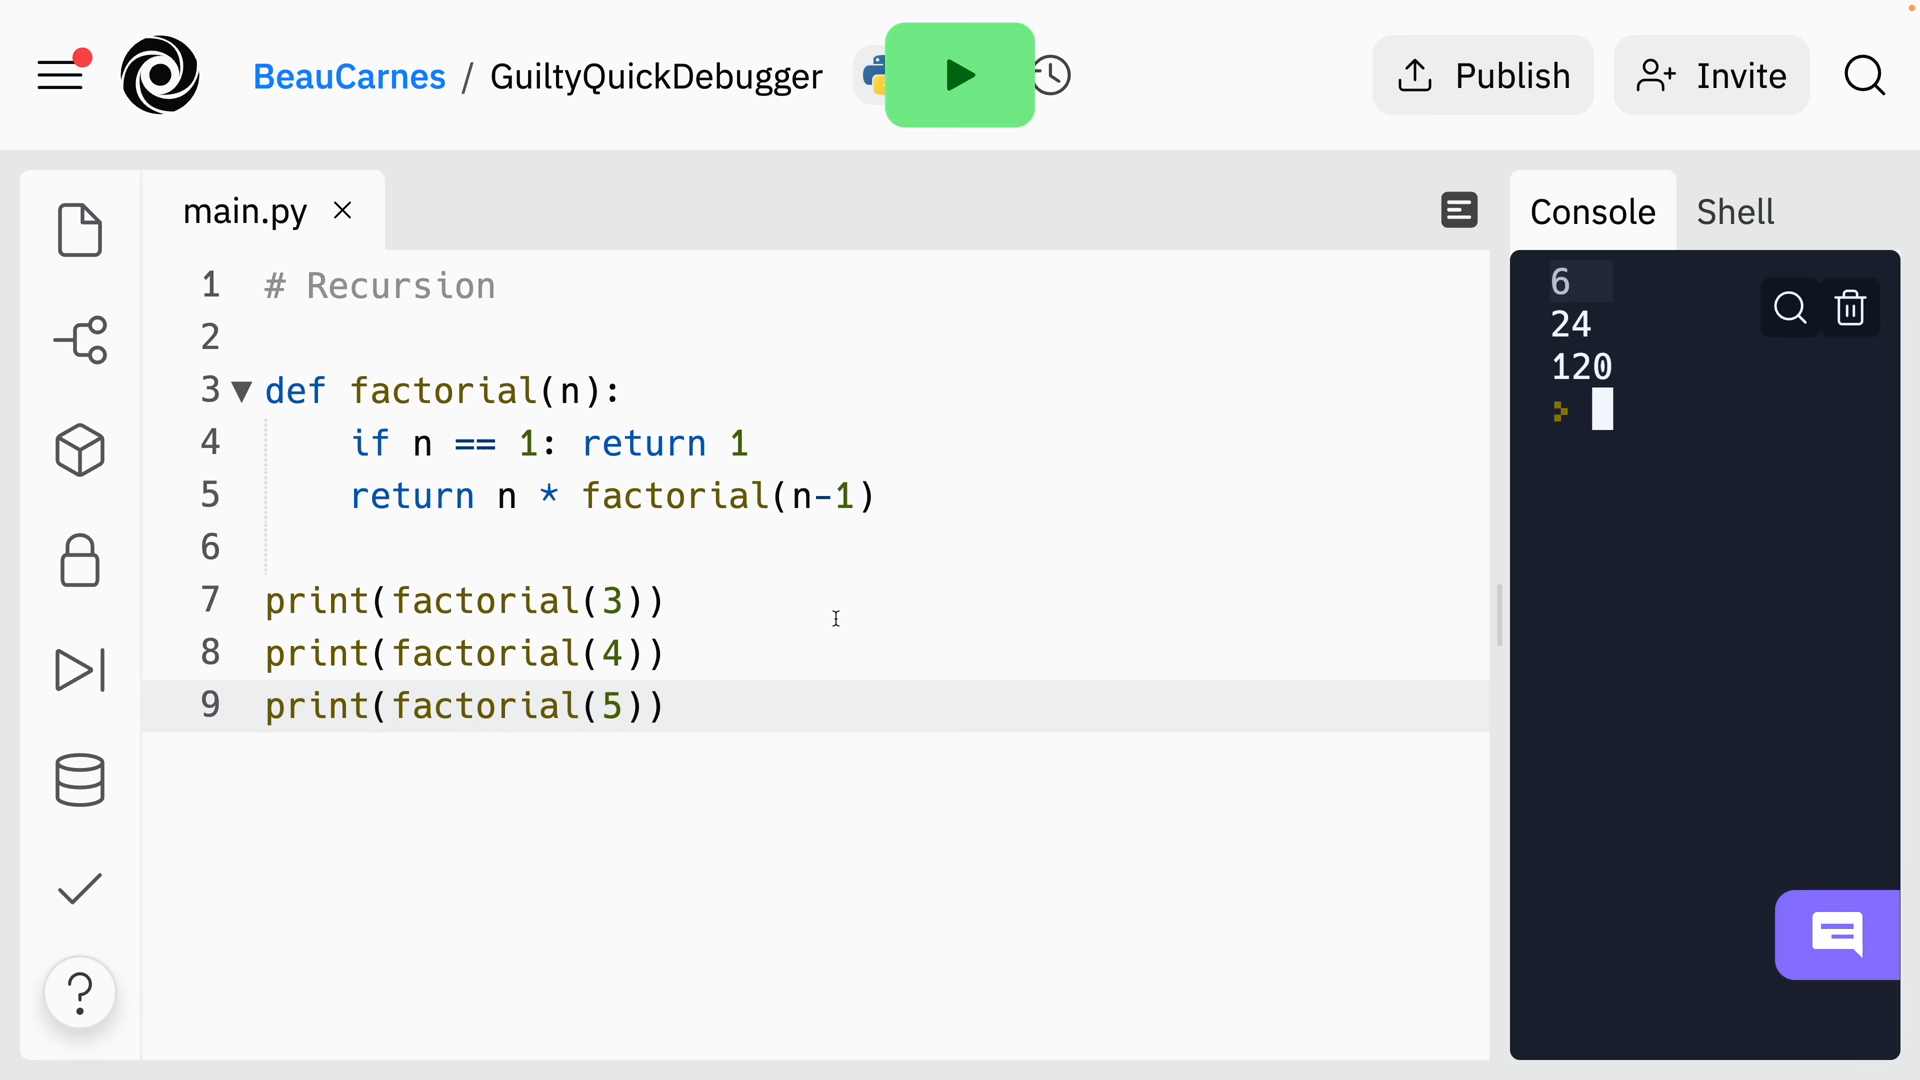 BeauCarnes / GuiltyQuickDebugger
Publish
Invite
main.py
Console
Shell
1 # Recursion
2
3 def factorial(n):
4 if n == 1: return 1
5 return n * factorial(n-1)
6
7 print(factorial(3))
8 print(factorial(4))
9 print(factorial(5))
6
24
120